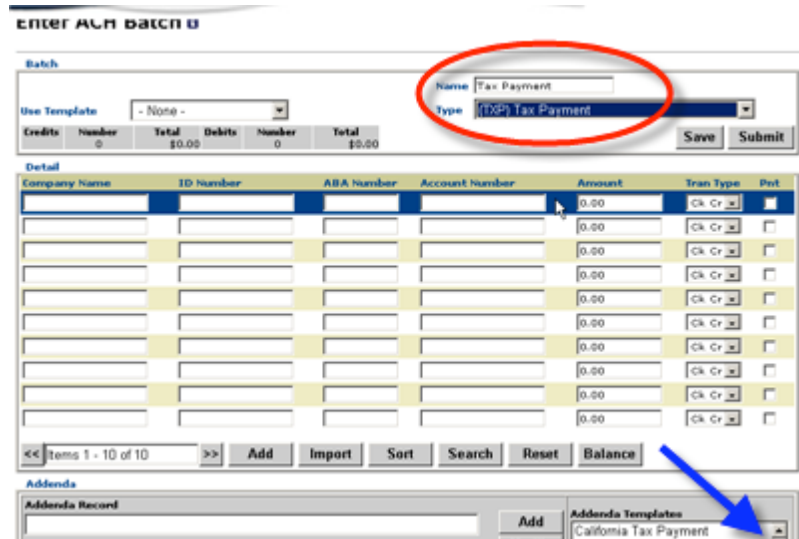 Enter ACH Batch
Batch
Name Tax Payment
Use Template - None - Type (TXP) Tax Payment
Credits Number Total Debits Number Total
0 $0.00 0 $0.00
Save Submit
Detail
Company Name ID Number ABA Number Account Number Amount Tran Type Pnt
0.00 Ck Cr
0.00 Ck Cr
0.00 Ck Cr
0.00 Ck Cr
0.00 Ck Cr
0.00 Ck Cr
0.00 Ck Cr
0.00 Ck Cr
0.00 Ck Cr
0.00 Ck Cr
<< Items 1 - 10 of 10 >> Add Import Sort Search Reset Balance
Addenda
Addenda Record
Add
Addenda Templates
California Tax Payment